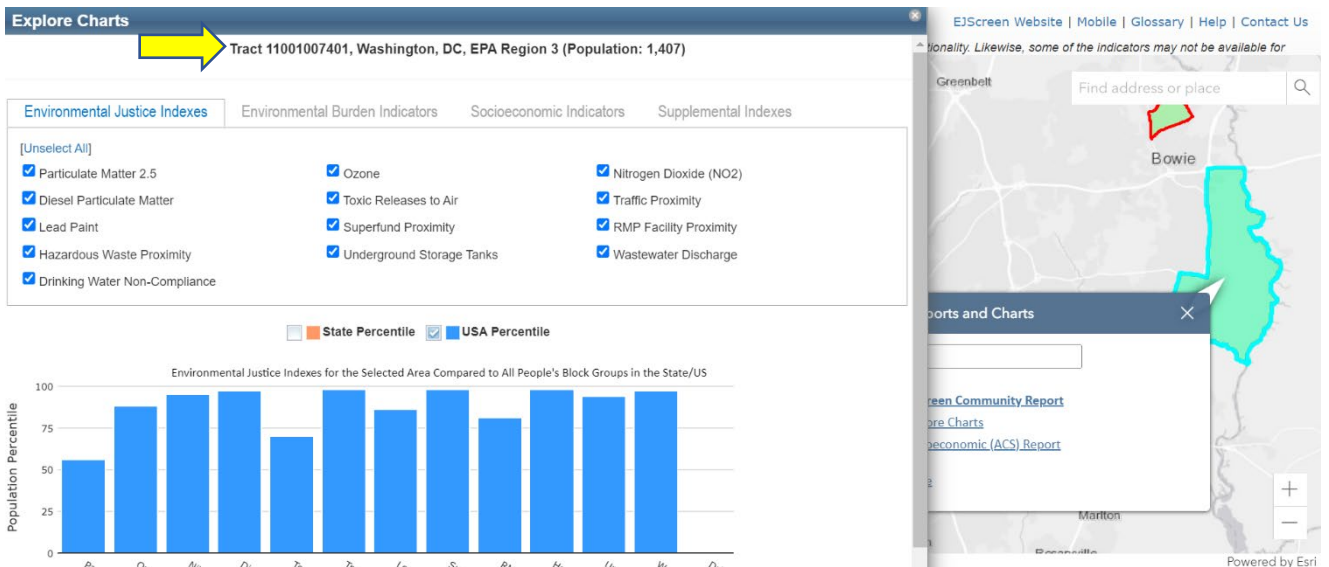 Explore Charts
EJScreen Website | Mobile | Glossary | Help | Contact Us
Tract 11001007401, Washington, DC, EPA Region 3 (Population: 1,407)
tionality. Likewise, some of the indicators may not be available for
Environmental Justice Indexes Environmental Burden Indicators Socioeconomic Indicators Supplemental Indexes
[Unselect All]
Particulate Matter 2.5 Ozone Nitrogen Dioxide (NO2)
Diesel Particulate Matter Toxic Releases to Air Traffic Proximity
Lead Paint Superfund Proximity RMP Facility Proximity
Hazardous Waste Proximity Underground Storage Tanks Wastewater Discharge
Drinking Water Non-Compliance
State Percentile USA Percentile
Environmental Justice Indexes for the Selected Area Compared to All People's Block Groups in the State/US
Population Percentile
100
75
50
25
0
Greenbelt
Find address or place
Bowie
ports and Charts
reen Community Report
ore Charts
oeconomic (ACS) Report
Marlton
+
−
Powered by Esri